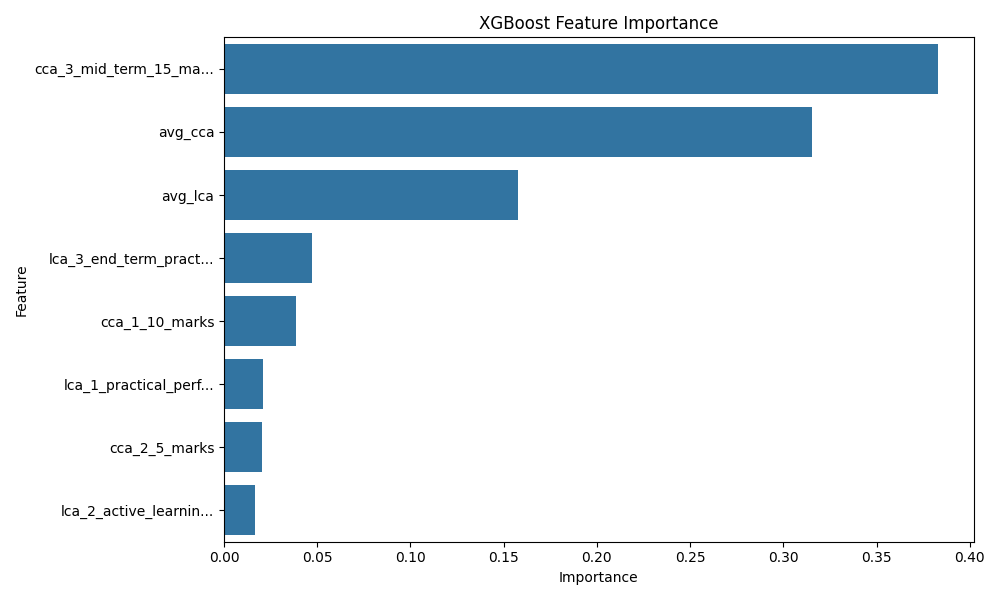 XGBoost Feature Importance
cca_3_mid_term_15_ma...
avg_cca
avg_lca
lca_3_end_term_pract...
cca_1_10_marks
lca_1_practical_perf...
cca_2_5_marks
lca_2_active_learnin...
Feature
0.00 0.05 0.10 0.15 0.20 0.25 0.30 0.35 0.40
Importance